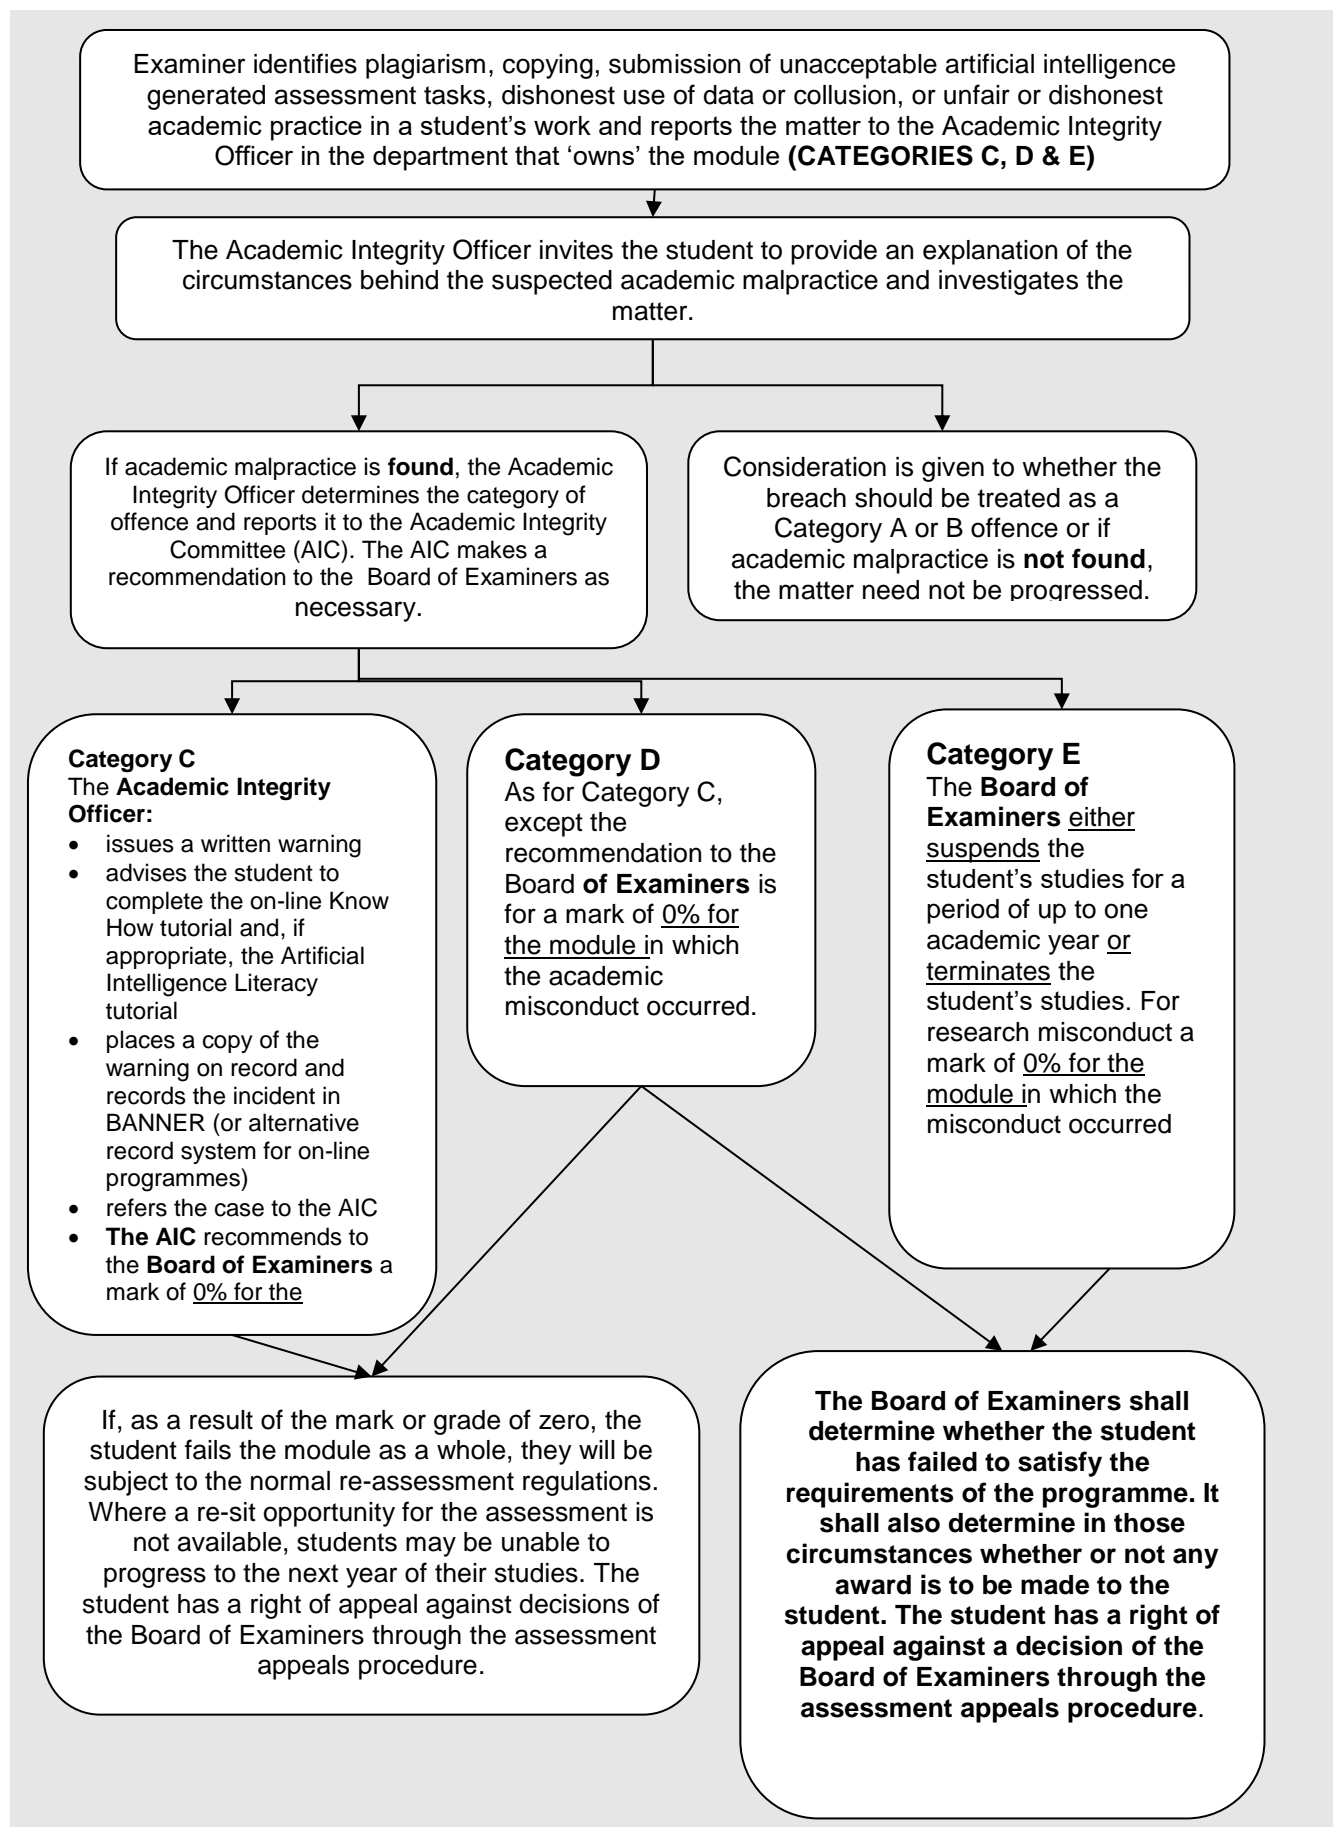 Examiner identifies plagiarism, copying, submission of unacceptable artificial intelligence
generated assessment tasks, dishonest use of data or collusion, or unfair or dishonest
academic practice in a student’s work and reports the matter to the Academic Integrity
Officer in the department that ‘owns’ the module (CATEGORIES C, D & E)
The Academic Integrity Officer invites the student to provide an explanation of the
circumstances behind the suspected academic malpractice and investigates the
matter.
If academic malpractice is found, the Academic
Integrity Officer determines the category of
offence and reports it to the Academic Integrity
Committee (AIC). The AIC makes a
recommendation to the  Board of Examiners as
necessary.
Consideration is given to whether the
breach should be treated as a
Category A or B offence or if
academic malpractice is not found,
the matter need not be progressed.
Category C
The Academic Integrity
Officer:
• issues a written warning
• advises the student to
complete the on-line Know
How tutorial and, if
appropriate, the Artificial
Intelligence Literacy
tutorial
• places a copy of the
warning on record and
records the incident in
BANNER (or alternative
record system for on-line
programmes)
• refers the case to the AIC
• The AIC recommends to
the Board of Examiners a
mark of 0% for the
Category D
As for Category C,
except the
recommendation to the
Board of Examiners is
for a mark of 0% for
the module in which
the academic
misconduct occurred.
Category E
The Board of
Examiners either
suspends the
student’s studies for a
period of up to one
academic year or
terminates the
student’s studies. For
research misconduct a
mark of 0% for the
module in which the
misconduct occurred
If, as a result of the mark or grade of zero, the
student fails the module as a whole, they will be
subject to the normal re-assessment regulations.
Where a re-sit opportunity for the assessment is
not available, students may be unable to
progress to the next year of their studies. The
student has a right of appeal against decisions of
the Board of Examiners through the assessment
appeals procedure.
The Board of Examiners shall
determine whether the student
has failed to satisfy the
requirements of the programme. It
shall also determine in those
circumstances whether or not any
award is to be made to the
student. The student has a right of
appeal against a decision of the
Board of Examiners through the
assessment appeals procedure.